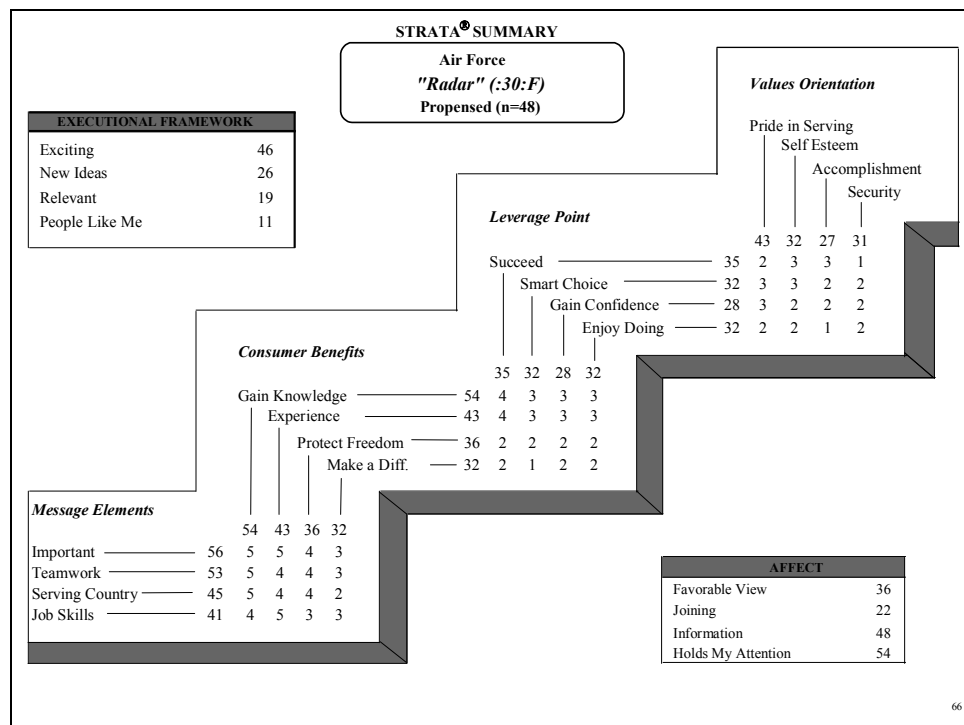 STRATA® SUMMARY
Air Force
"Radar" (:30:F)
Propensed (n=48)
EXECUTIONAL FRAMEWORK
Exciting 46
New Ideas 26
Relevant 19
People Like Me 11
Values Orientation
Pride in Serving
Self Esteem
Accomplishment
Security
43 32 27 31
Leverage Point
Succeed 35 2 3 3 1
Smart Choice 32 3 3 2 2
Gain Confidence 28 3 2 2 2
Enjoy Doing 32 2 2 1 2
Consumer Benefits
35 32 28 32
Gain Knowledge 54 4 3 3 3
Experience 43 4 3 3 3
Protect Freedom 36 2 2 2 2
Make a Diff. 32 2 1 2 2
Message Elements
54 43 36 32
Important 56 5 5 4 3
Teamwork 53 5 4 4 3
Serving Country 45 5 4 4 2
Job Skills 41 4 5 3 3
AFFECT
Favorable View 36
Joining 22
Information 48
Holds My Attention 54
66